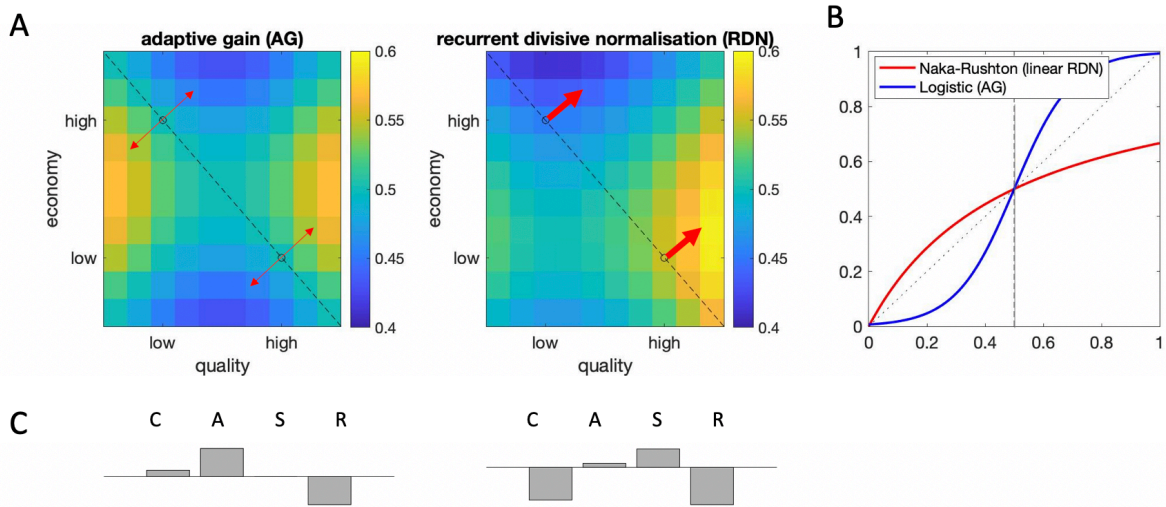 A
adaptive gain (AG)
high
economy
low
low
high
quality
0.6
0.55
0.5
0.45
0.4
recurrent divisive normalisation (RDN)
high
economy
low
low
high
quality
0.6
0.55
0.5
0.45
0.4
B
1
0.8
0.6
0.4
0.2
0
0
0.2
0.4
0.6
0.8
1
Naka-Rushton (linear RDN)
Logistic (AG)
C
C A S R
C A S R